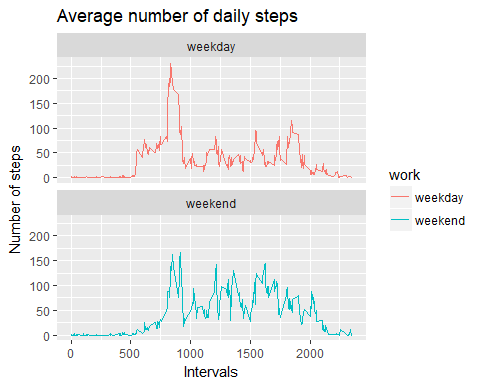 Average number of daily steps
weekday
200
150
100
50
0
weekend
200
150
100
50
0
0 500 1000 1500 2000
Intervals
Number of steps
work
weekday
weekend